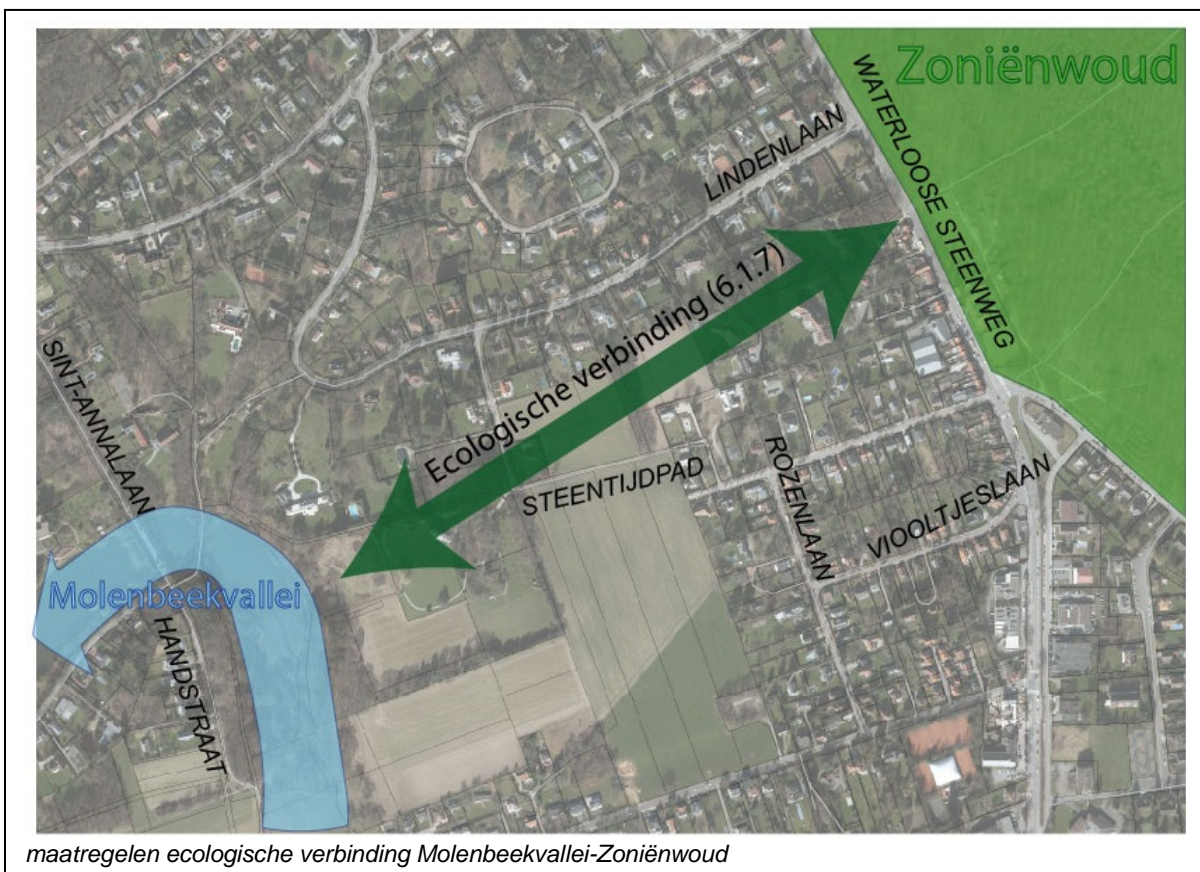 Zoniënwoud
WATERLOOSE STEENWEG
LINDENLAAN
Ecologische verbinding (6.1.7)
SINT-ANNALAAN
STEENTIJDPAD
ROZENLAAN
VIOOLTJESLAAN
Molenbeekvallei
HANDSTRAAT
maatregelen ecologische verbinding Molenbeekvallei-Zoniënwoud